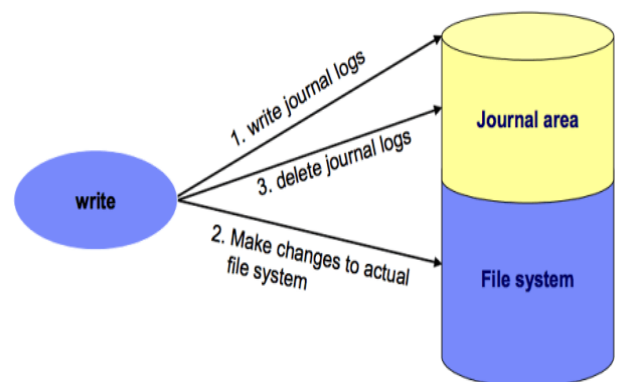 1. write journal logs
Journal area
3. delete journal logs
write
2. Make changes to actual
file system
File system